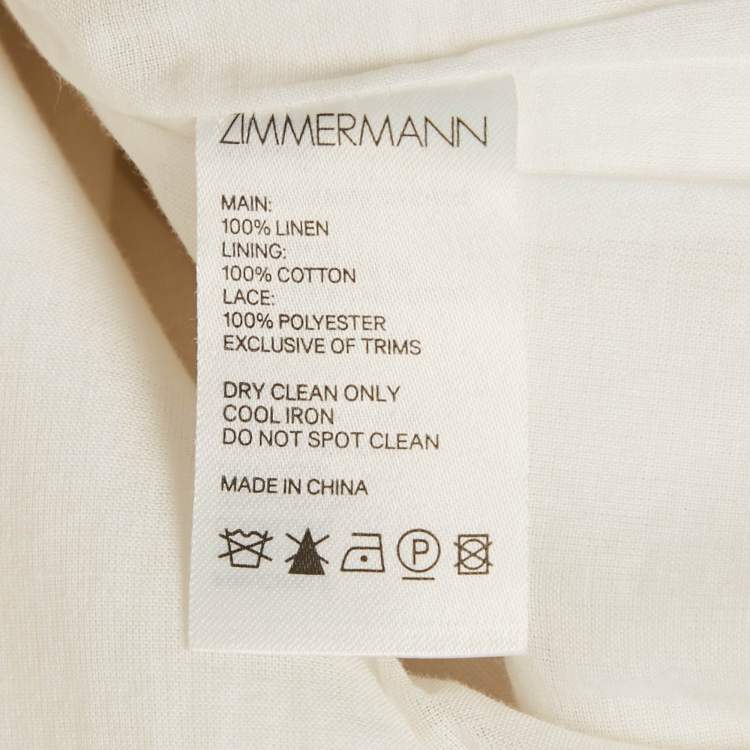 ZIMMERMANN
MAIN:
100% LINEN
LINING:
100% COTTON
LACE:
100% POLYESTER
EXCLUSIVE OF TRIMS
DRY CLEAN ONLY
COOL IRON
DO NOT SPOT CLEAN
MADE IN CHINA
P